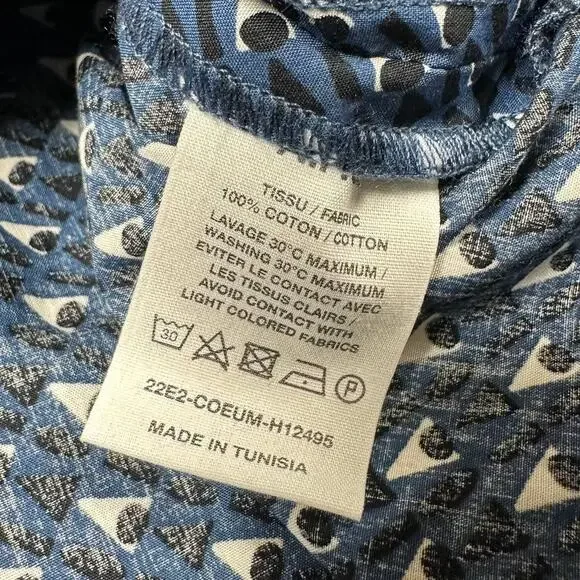 TISSU / FABRIC
100% COTON / COTTON
LAVAGE 30°C MAXIMUM /
WASHING 30°C MAXIMUM
EVITER LE CONTACT AVEC
LES TISSUS CLAIRS /
AVOID CONTACT WITH
LIGHT COLORED FABRICS
30 P
22E2-COEUM-H12495
MADE IN TUNISIA